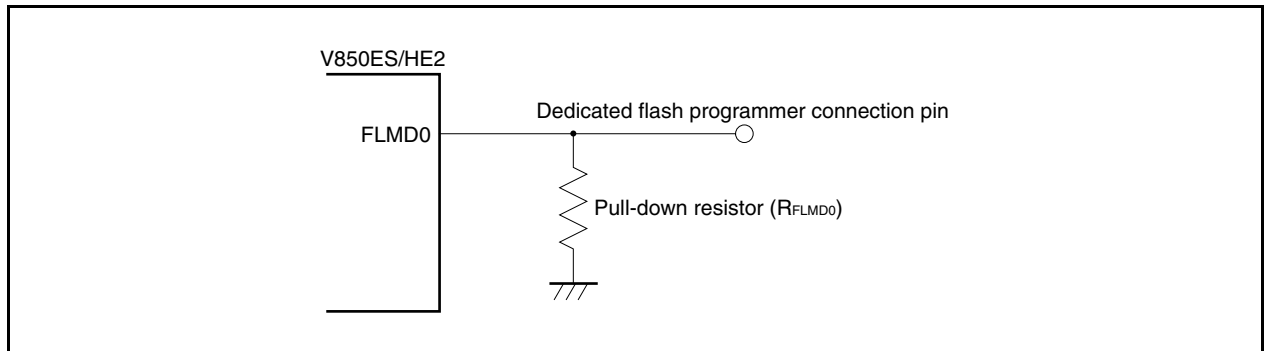 V850ES/HE2
Dedicated flash programmer connection pin
FLMD0
Pull-down resistor (RFLMD0)